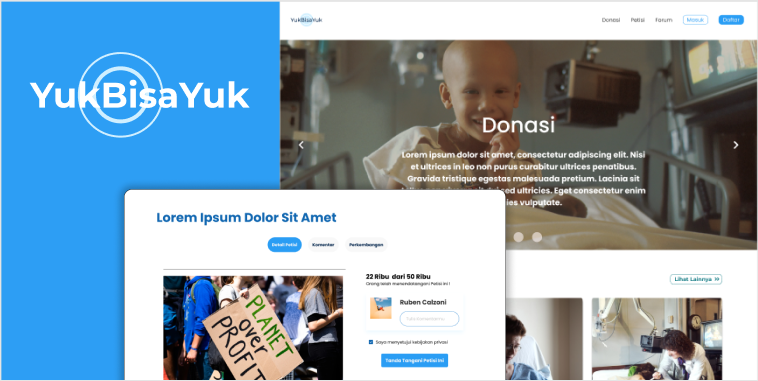 YukBisaYuk
YukBisaYuk
Donasi
Petisi
Forum
Masuk
Daftar
Donasi
Lorem ipsum dolor sit amet, consectetur adipiscing elit. Nisi
et ultrices in leo non purus curabitur ultrices penatibus.
Gravida tristique egestas malesuada pretium. Lacinia sit
sed ultricies. Eget consectetur enim
vulputate.
Lihat Lainnya
Lorem Ipsum Dolor Sit Amet
Detail Petisi
Komentar
Perkembangan
PLANET
over
PROFIT
22 Ribu dari 50 Ribu
Orang telah menandatangani Petisi ini !
Ruben Calzoni
Saya menyetujui kebijakan privasi
Tanda Tangani Petisi Ini